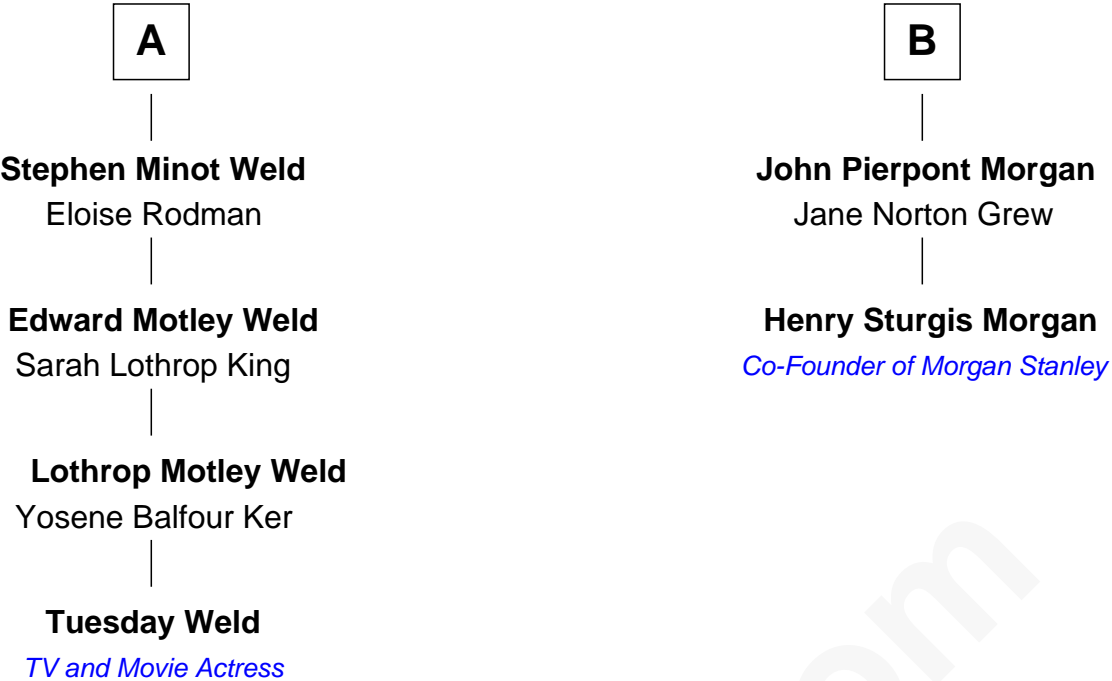 A
Stephen Minot Weld
Eloise Rodman
Edward Motley Weld
Sarah Lothrop King
Lothrop Motley Weld
Yosene Balfour Ker
Tuesday Weld
TV and Movie Actress
B
John Pierpont Morgan
Jane Norton Grew
Henry Sturgis Morgan
Co-Founder of Morgan Stanley
om